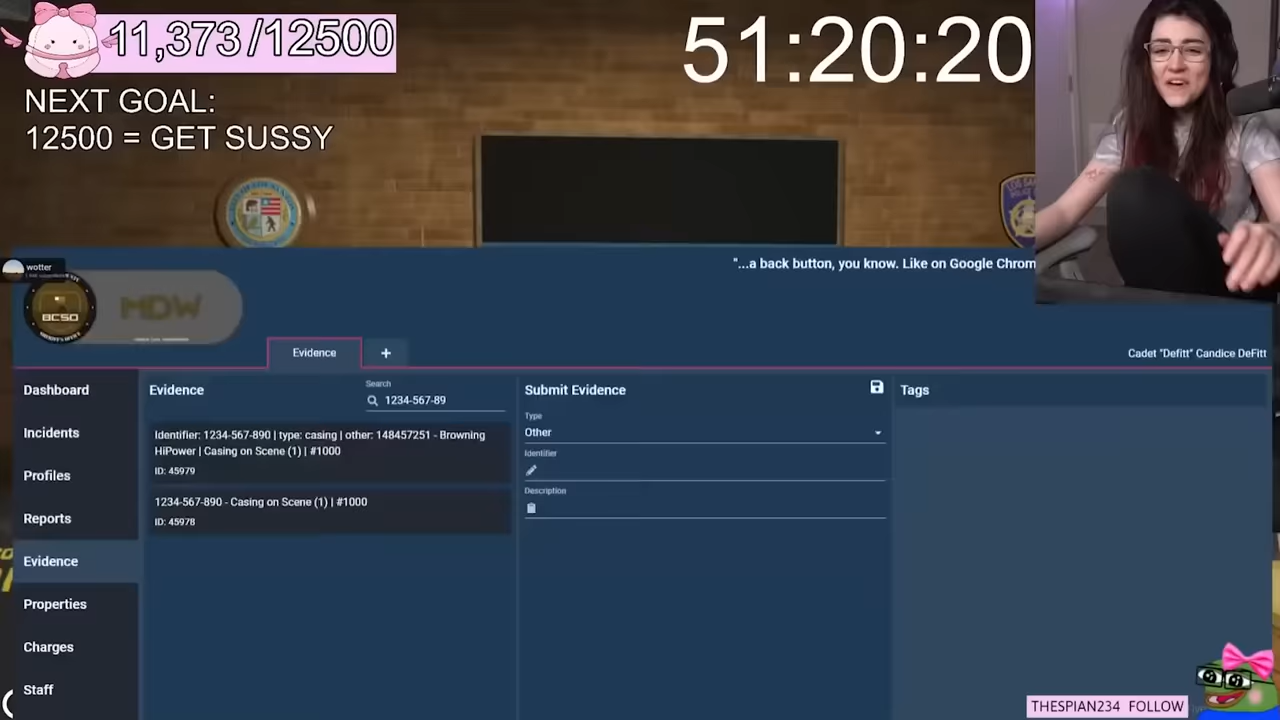 11,373 /12500
51:20:20
NEXT GOAL:
12500 = GET SUSSY
"...a back button, you know. Like on Google Chrom
wotter
BCSO
MDW
Evidence
+
Cadet "Defitt" Candice DeFitt
Dashboard
Incidents
Profiles
Reports
Evidence
Properties
Charges
Staff
Evidence
Search
1234-567-89
Identifier: 1234-567-890 | type: casing | other: 148457251 - Browning
HiPower | Casing on Scene (1) | #1000
ID: 45979
1234-567-890 - Casing on Scene (1) | #1000
ID: 45978
Submit Evidence
Type
Other
Identifier
Description
Tags
THESPIAN234 FOLLOW